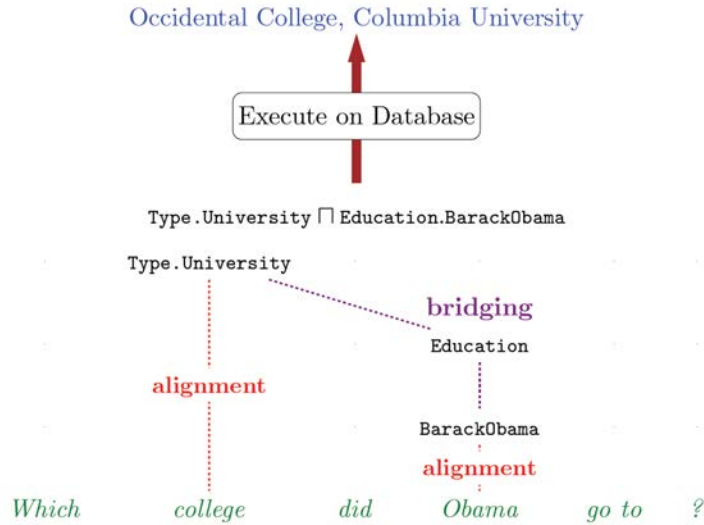 Occidental College, Columbia University
Execute on Database
Type.University ⊓ Education.BarackObama
Type.University
bridging
Education
alignment
BarackObama
alignment
Which college did Obama go to ?